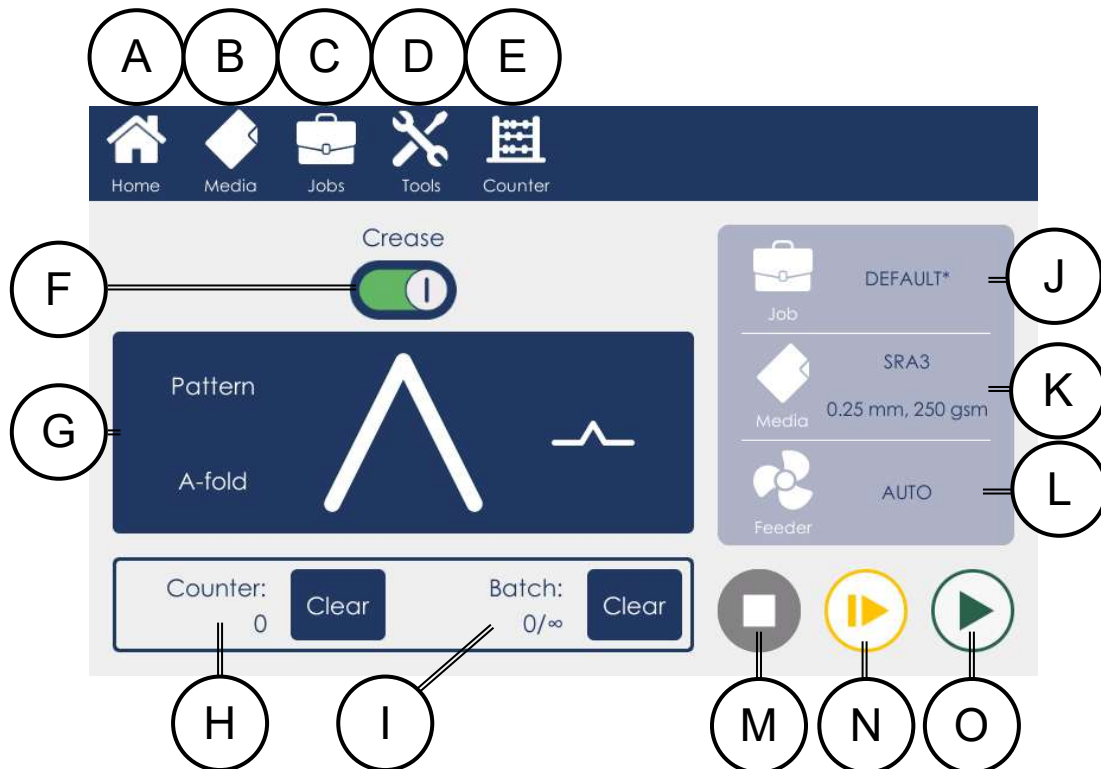 A B C D E
Home Media Jobs Tools Counter
Crease
F
Pattern
A-fold
G
DEFAULT*
Job
J
SRA3
0.25 mm, 250 gsm
Media
K
AUTO
Feeder
L
Counter:
0
Clear
Batch:
0/∞
Clear
H I M N O